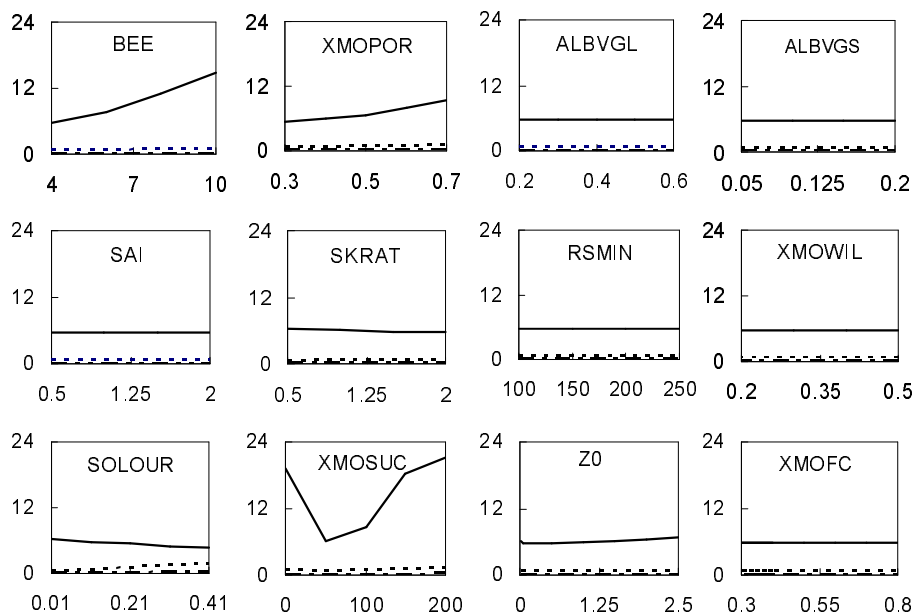 24
BEE
12
0
4 7 10
24
XMOPOR
12
0
0.3 0.5 0.7
24
ALBVGL
12
0
0.2 0.4 0.6
24
ALBVGS
12
0
0.05 0.125 0.2
24
SAI
12
0
0.5 1.25 2
24
SKRAT
12
0
0.5 1.25 2
24
RSMIN
12
0
100 150 200 250
24
XMOWIL
12
0
0.2 0.35 0.5
24
SOLOUR
12
0
0.01 0.21 0.41
24
XMOSUC
12
0
0 100 200
24
Z0
12
0
0 1.25 2.5
24
XMOFC
12
0
0.3 0.55 0.8